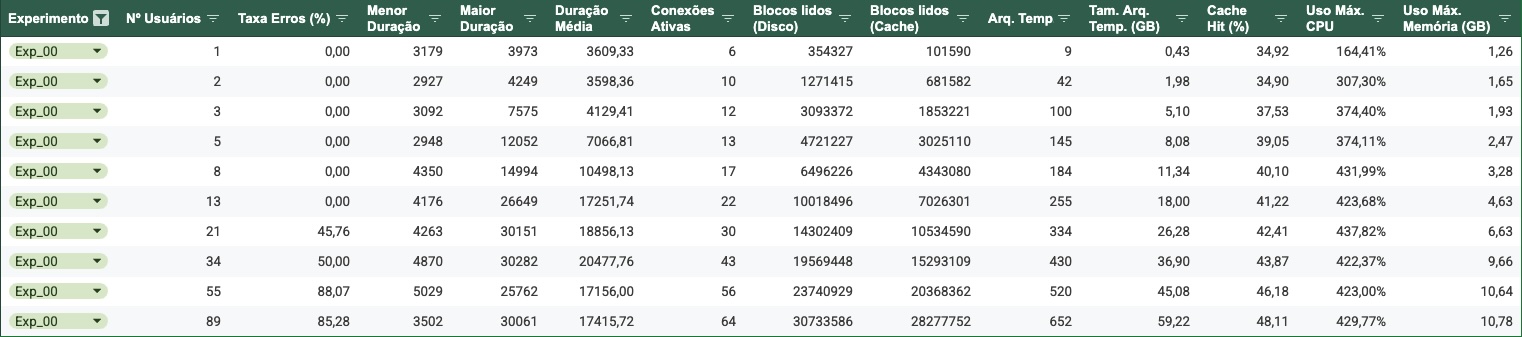 Experimento Nº Usuários Taxa Erros (%) Menor Duração Maior Duração Duração Média Conexões Ativas Blocos lidos (Disco) Blocos lidos (Cache) Arq. Temp Tam. Arq. Temp. (GB) Cache Hit (%) Uso Máx. CPU Uso Máx. Memória (GB)
Exp_00 1 0,00 3179 3973 3609,33 6 354327 101590 9 0,43 34,92 164,41% 1,26
Exp_00 2 0,00 2927 4249 3598,36 10 1271415 681582 42 1,98 34,90 307,30% 1,65
Exp_00 3 0,00 3092 7575 4129,41 12 3093372 1853221 100 5,10 37,53 374,40% 1,93
Exp_00 5 0,00 2948 12052 7066,81 13 4721227 3025110 145 8,08 39,05 374,11% 2,47
Exp_00 8 0,00 4350 14994 10498,13 17 6496226 4343080 184 11,34 40,10 431,99% 3,28
Exp_00 13 0,00 4176 26649 17251,74 22 10018496 7026301 255 18,00 41,22 423,68% 4,63
Exp_00 21 45,76 4263 30151 18856,13 30 14302409 10534590 334 26,28 42,41 437,82% 6,63
Exp_00 34 50,00 4870 30282 20477,76 43 19569448 15293109 430 36,90 43,87 422,37% 9,66
Exp_00 55 88,07 5029 25762 17156,00 56 23740929 20368362 520 45,08 46,18 423,00% 10,64
Exp_00 89 85,28 3502 30061 17415,72 64 30733586 28277752 652 59,22 48,11 429,77% 10,78